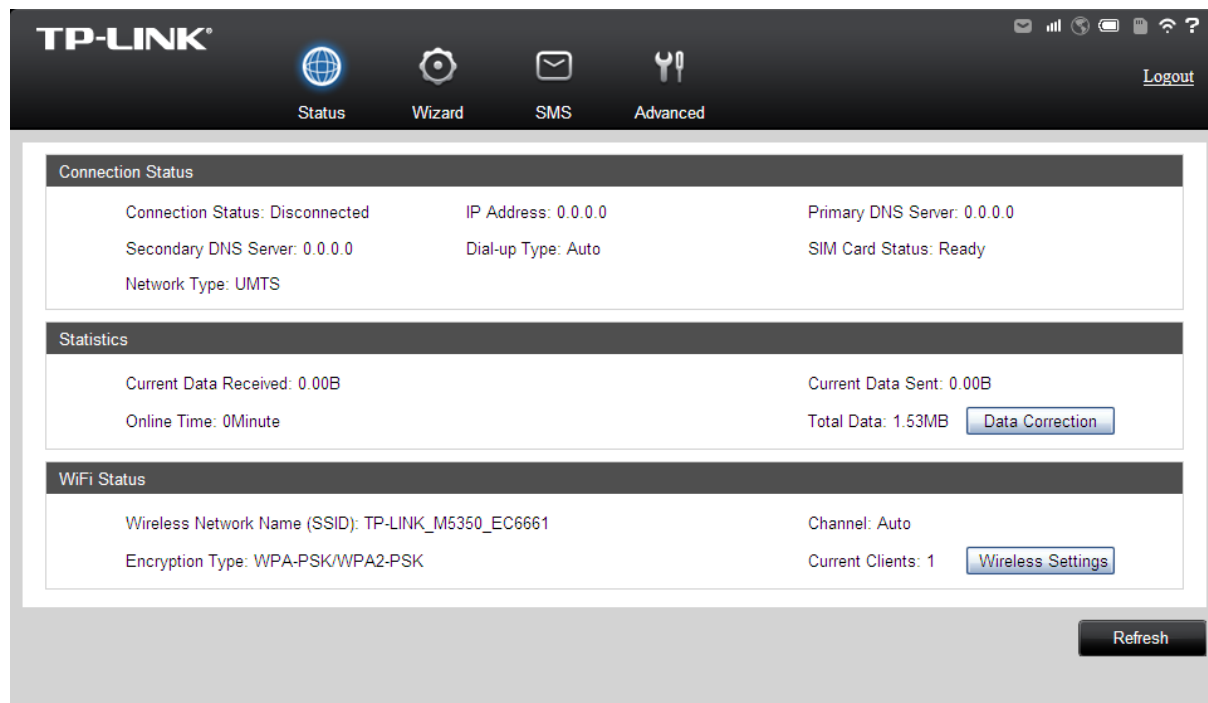 TP-LINK
?
Logout
Status Wizard SMS Advanced
Connection Status
Connection Status: Disconnected IP Address: 0.0.0.0 Primary DNS Server: 0.0.0.0
Secondary DNS Server: 0.0.0.0 Dial-up Type: Auto SIM Card Status: Ready
Network Type: UMTS
Statistics
Current Data Received: 0.00B Current Data Sent: 0.00B
Online Time: 0Minute Total Data: 1.53MB Data Correction
WiFi Status
Wireless Network Name (SSID): TP-LINK_M5350_EC6661 Channel: Auto
Encryption Type: WPA-PSK/WPA2-PSK Current Clients: 1 Wireless Settings
Refresh